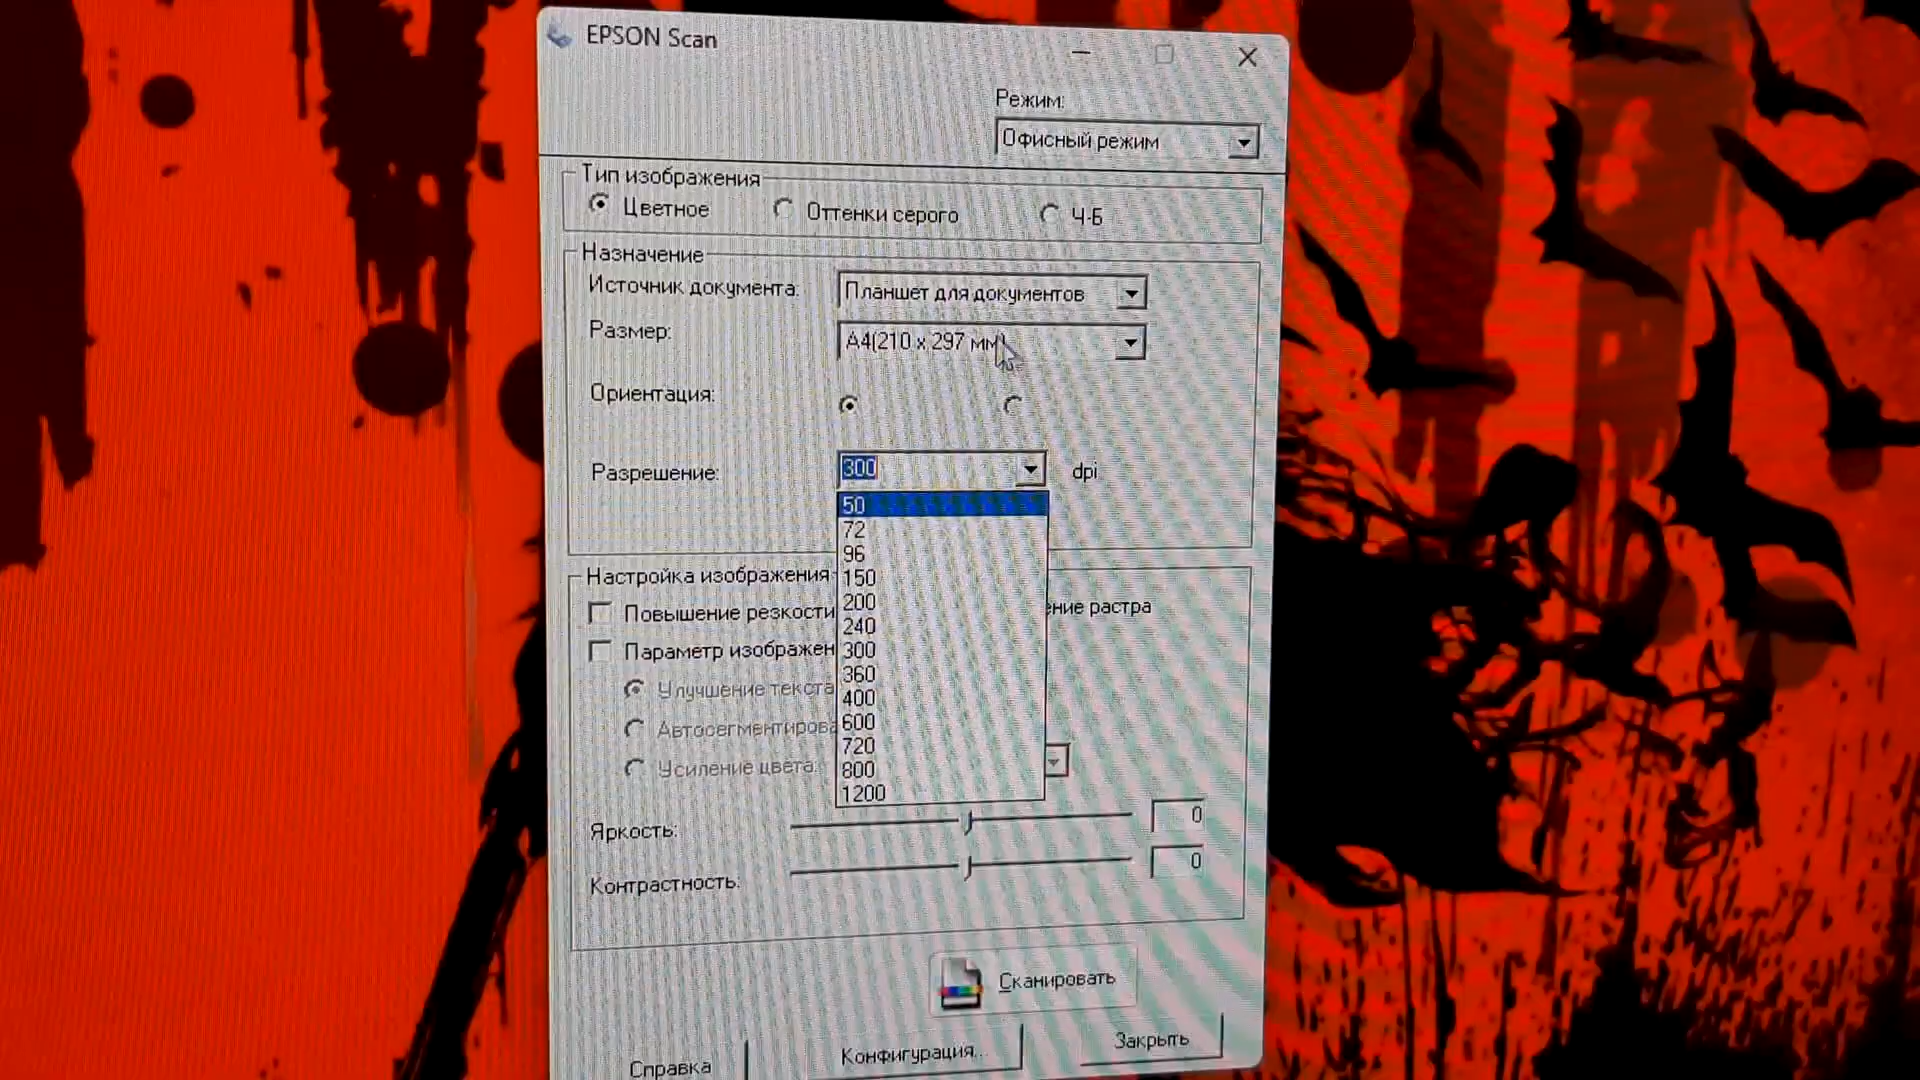 EPSON Scan
Режим:
Офисный режим
Тип изображения
Цветное Оттенки серого Ч-Б
Назначение
Источник документа: Планшет для документов
Размер: A4(210 x 297 мм)
Ориентация:
Разрешение: 300 dpi
50
72
96
150
200
240
300
360
400
600
720
800
1200
Настройка изображения
Повышение резкости ение растра
Параметр изображен
Улучшение текста
Автосегментирова
Усиление цвета:
Яркость: 0
Контрастность: 0
Сканировать
Справка Конфигурация... Закрыть